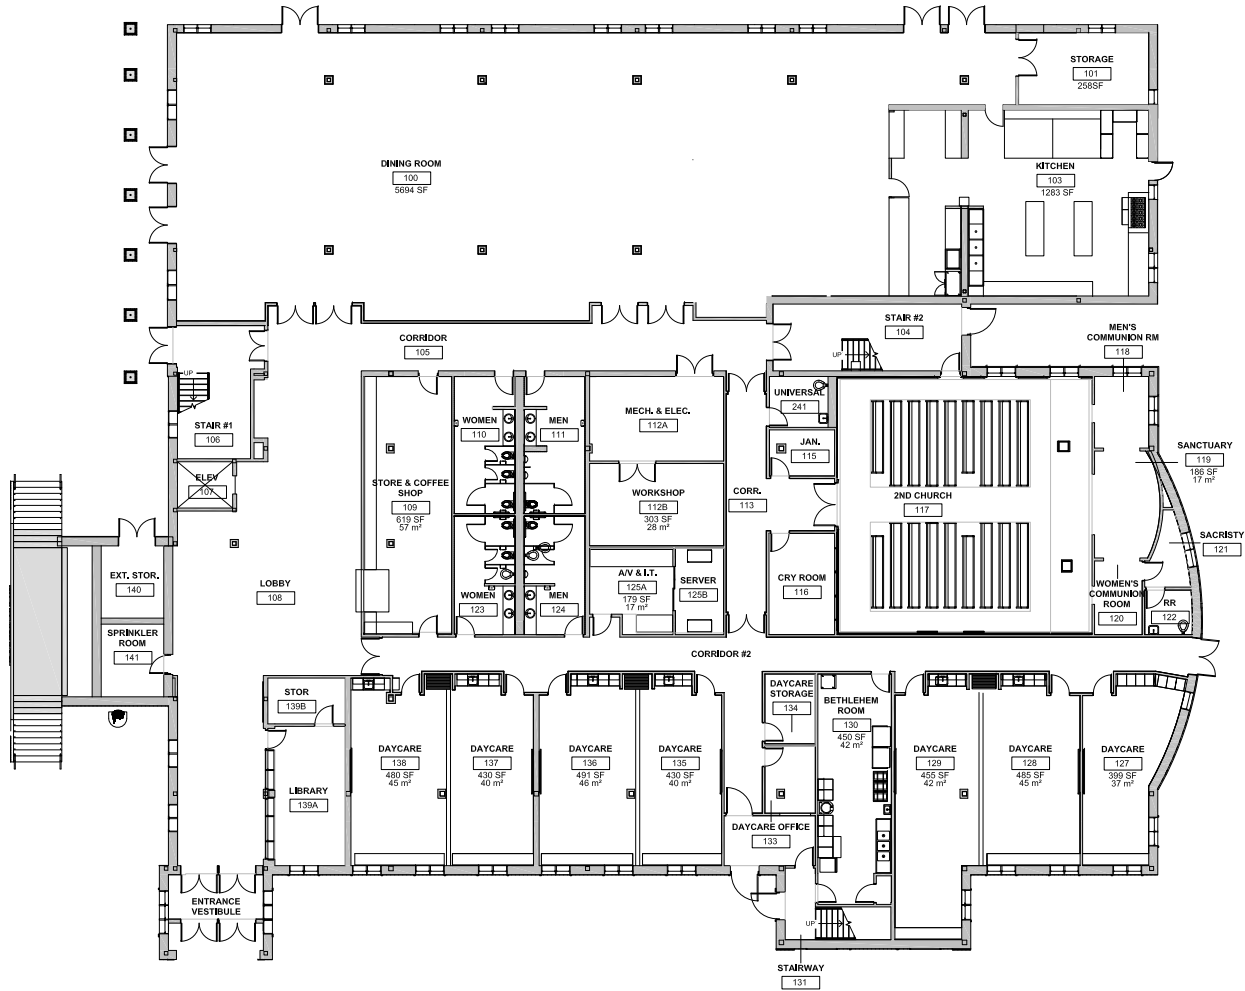 STORAGE
101
258SF
DINING ROOM
100
5694 SF
KITCHEN
103
1283 SF
STAIR #2
104
UP
MEN'S
COMMUNION RM
118
CORRIDOR
105
UP
STAIR #1
106
ELEV
107
WOMEN
110
MEN
111
MECH. & ELEC.
112A
UNIVERSAL
241
JAN.
115
STORE & COFFEE
SHOP
109
619 SF
57 m²
WORKSHOP
112B
303 SF
28 m²
CORR.
113
2ND CHURCH
117
SANCTUARY
119
186 SF
17 m²
SACRISTY
121
EXT. STOR.
140
LOBBY
108
WOMEN
123
MEN
124
A/V & I.T.
125A
179 SF
17 m²
SERVER
125B
CRY ROOM
116
WOMEN'S
COMMUNION
ROOM
120
RR
122
SPRINKLER
ROOM
141
CORRIDOR #2
STOR
139B
LIBRARY
139A
DAYCARE
138
480 SF
45 m²
DAYCARE
137
430 SF
40 m²
DAYCARE
136
491 SF
46 m²
DAYCARE
135
430 SF
40 m²
DAYCARE
STORAGE
134
BETHLEHEM
ROOM
130
450 SF
42 m²
DAYCARE
129
455 SF
42 m²
DAYCARE
128
485 SF
45 m²
DAYCARE
127
399 SF
37 m²
DAYCARE OFFICE
133
ENTRANCE
VESTIBULE
UP
STAIRWAY
131